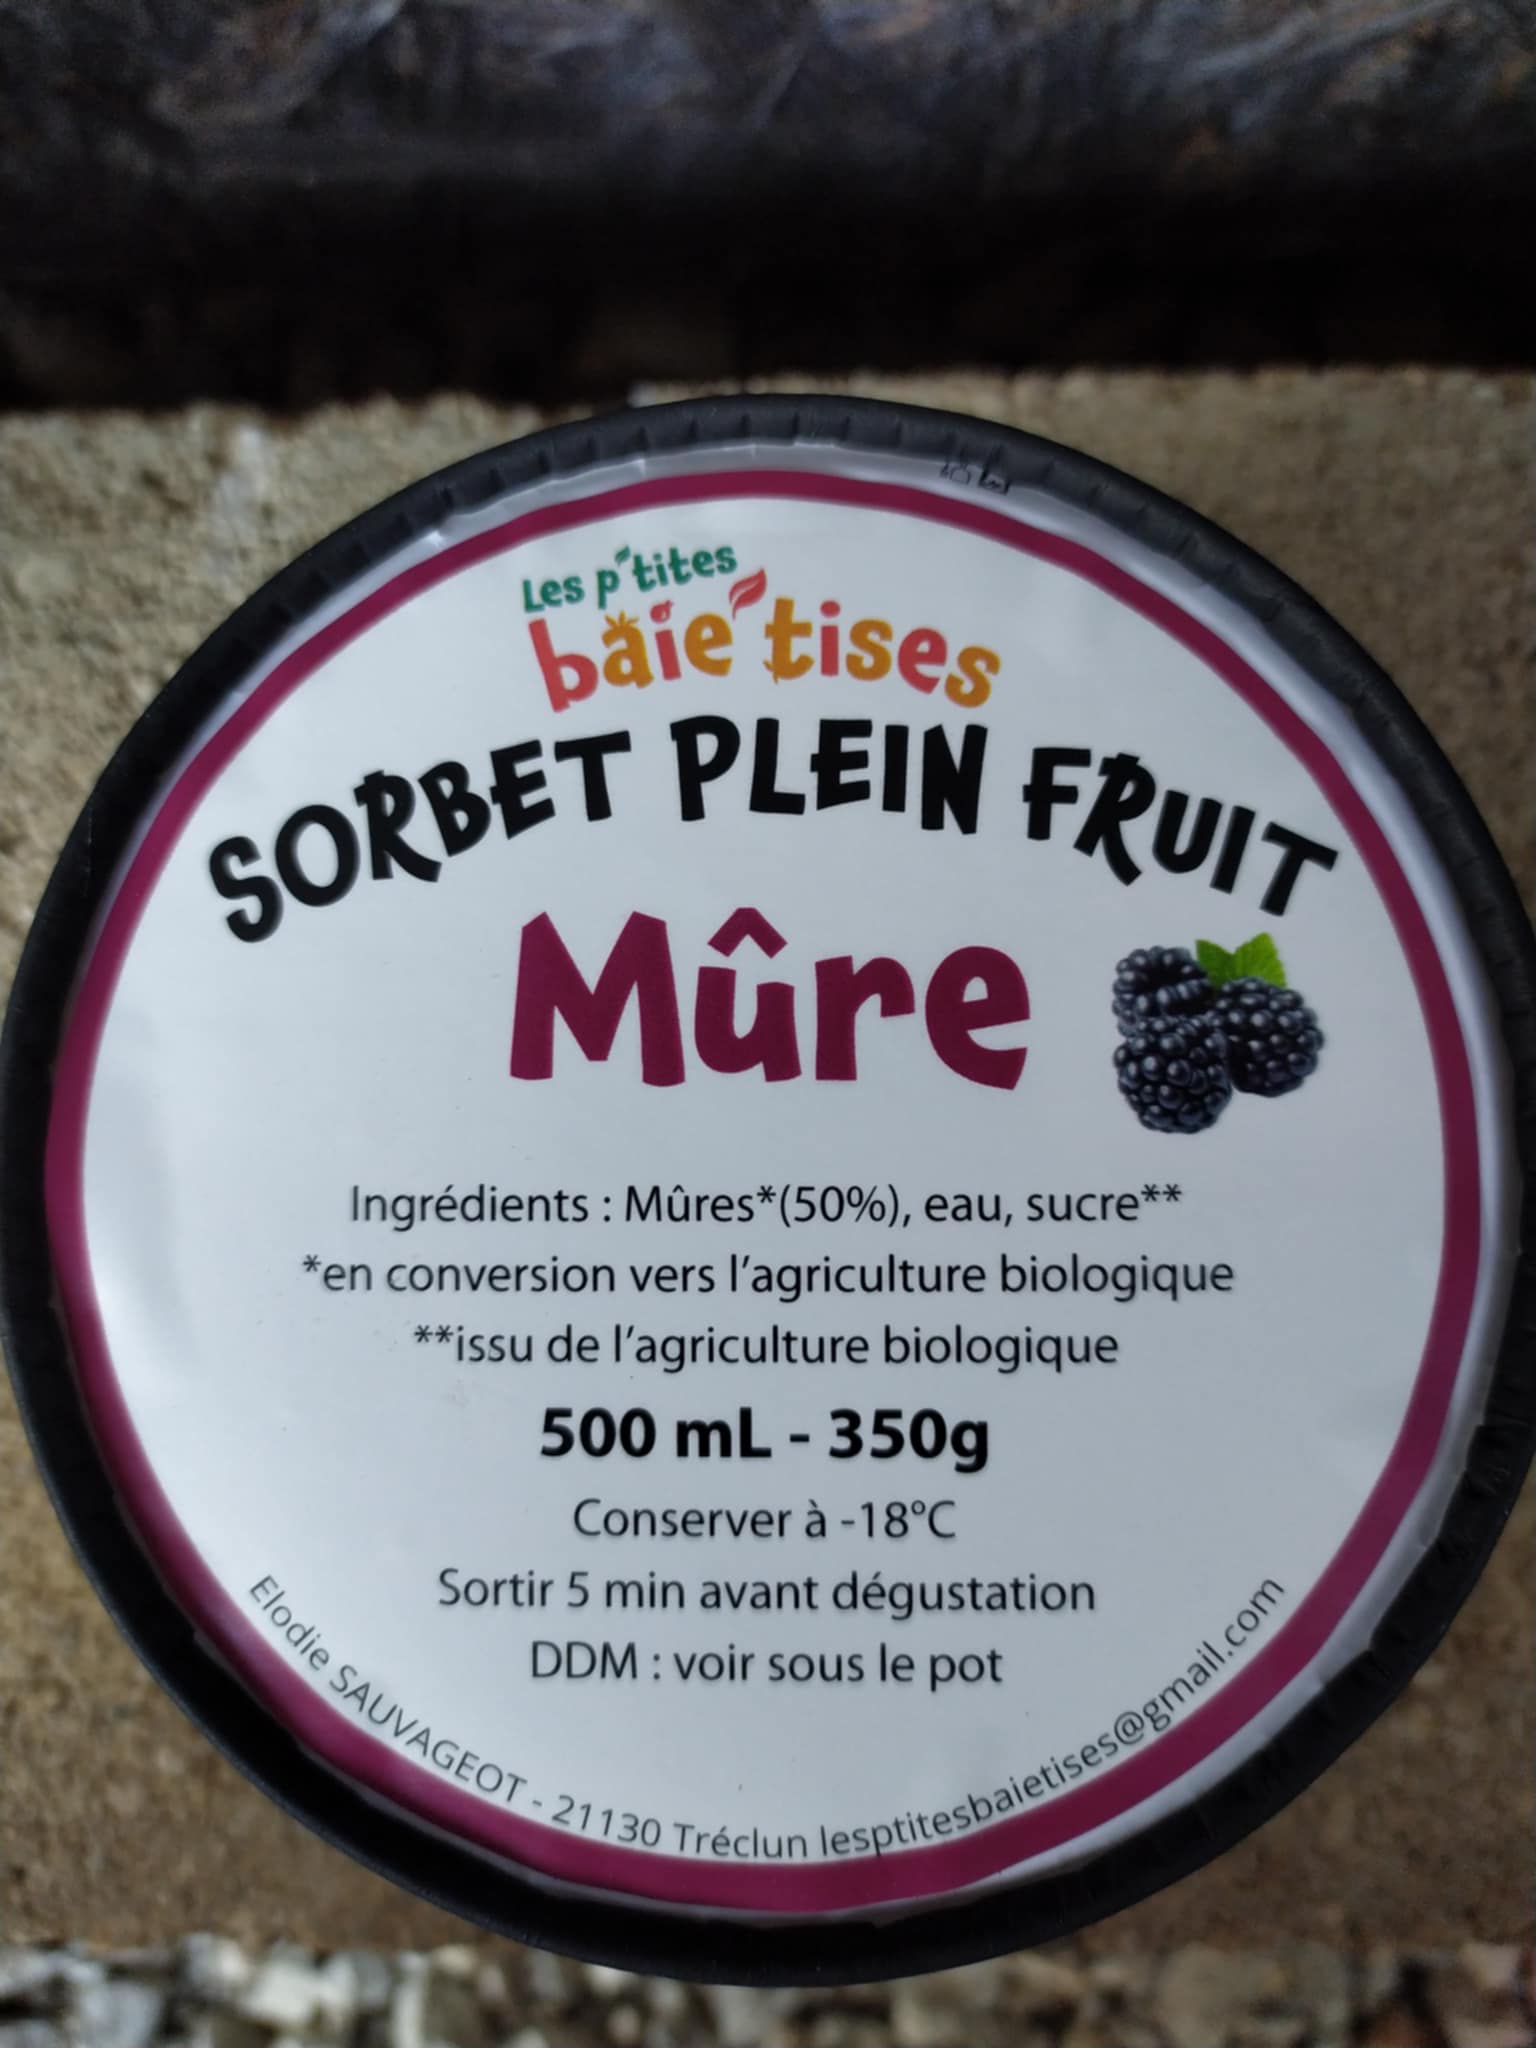 Les p'tites
baie'tises
SORBET PLEIN FRUIT
Mûre
Ingrédients : Mûres*(50%), eau, sucre**
*en conversion vers l'agriculture biologique
**issu de l'agriculture biologique
500 mL - 350g
Conserver à -18°C
Sortir 5 min avant dégustation
DDM : voir sous le pot
Elodie SAUVAGEOT - 21130 Tréclun lesptitesbaietises@gmail.com